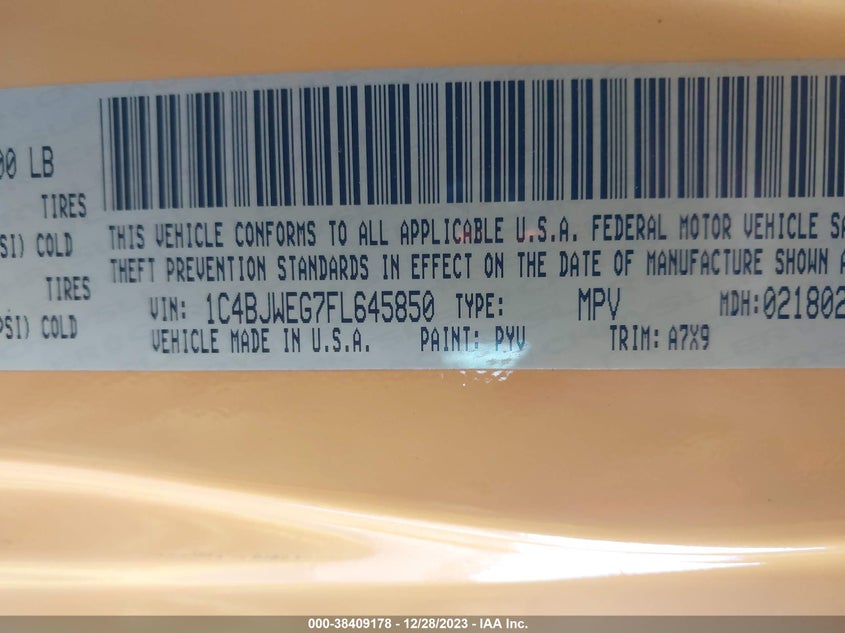 00 LB
TIRES
SI) COLD
TIRES
PSI) COLD
THIS VEHICLE CONFORMS TO ALL APPLICABLE U.S.A. FEDERAL MOTOR VEHICLE SA
THEFT PREVENTION STANDARDS IN EFFECT ON THE DATE OF MANUFACTURE SHOWN A
VIN: 1C4BJWEG7FL645850 TYPE: MPV MDH:021802
VEHICLE MADE IN U.S.A. PAINT: PYV TRIM: A7X9
000-38409178 - 12/28/2023 - IAA Inc.